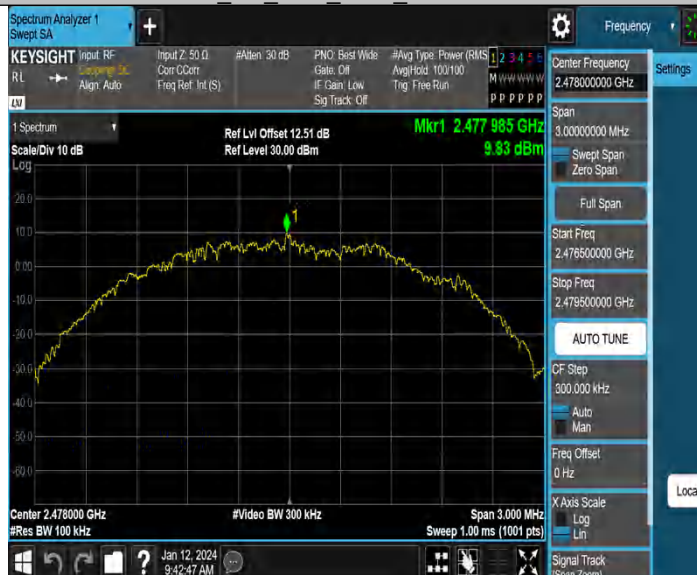 Spectrum Analyzer 1
Swept SA
+
Frequency
KEYSIGHT
RL
LXI
Input: RF
Coupling: DC
Align: Auto
Input Z: 50 Ω
Corr CCorr
Freq Ref: Int (S)
#Atten: 30 dB
PNO: Best Wide
Gate: Off
IF Gain: Low
Sig Track: Off
#Avg Type: Power (RMS
Avg|Hold: 100/100
Trig: Free Run
1 2 3 4 5 6
M W W W W W
P P P P P P
1 Spectrum
Scale/Div 10 dB
Log
Ref Lvl Offset 12.51 dB
Ref Level 30.00 dBm
Mkr1 2.477 985 GHz
9.83 dBm
20.0
10.0
0.00
-10.0
-20.0
-30.0
-40.0
-50.0
-60.0
1
Center 2.478000 GHz
#Res BW 100 kHz
#Video BW 300 kHz
Span 3.000 MHz
Sweep 1.00 ms (1001 pts)
?
Jan 12, 2024
9:42:47 AM
Center Frequency
2.478000000 GHz
Span
3.00000000 MHz
Swept Span
Zero Span
Full Span
Start Freq
2.476500000 GHz
Stop Freq
2.479500000 GHz
AUTO TUNE
CF Step
300.000 kHz
Auto
Man
Freq Offset
0 Hz
X Axis Scale
Log
Lin
Signal Track
(Span Zoom)
Settings
Loca